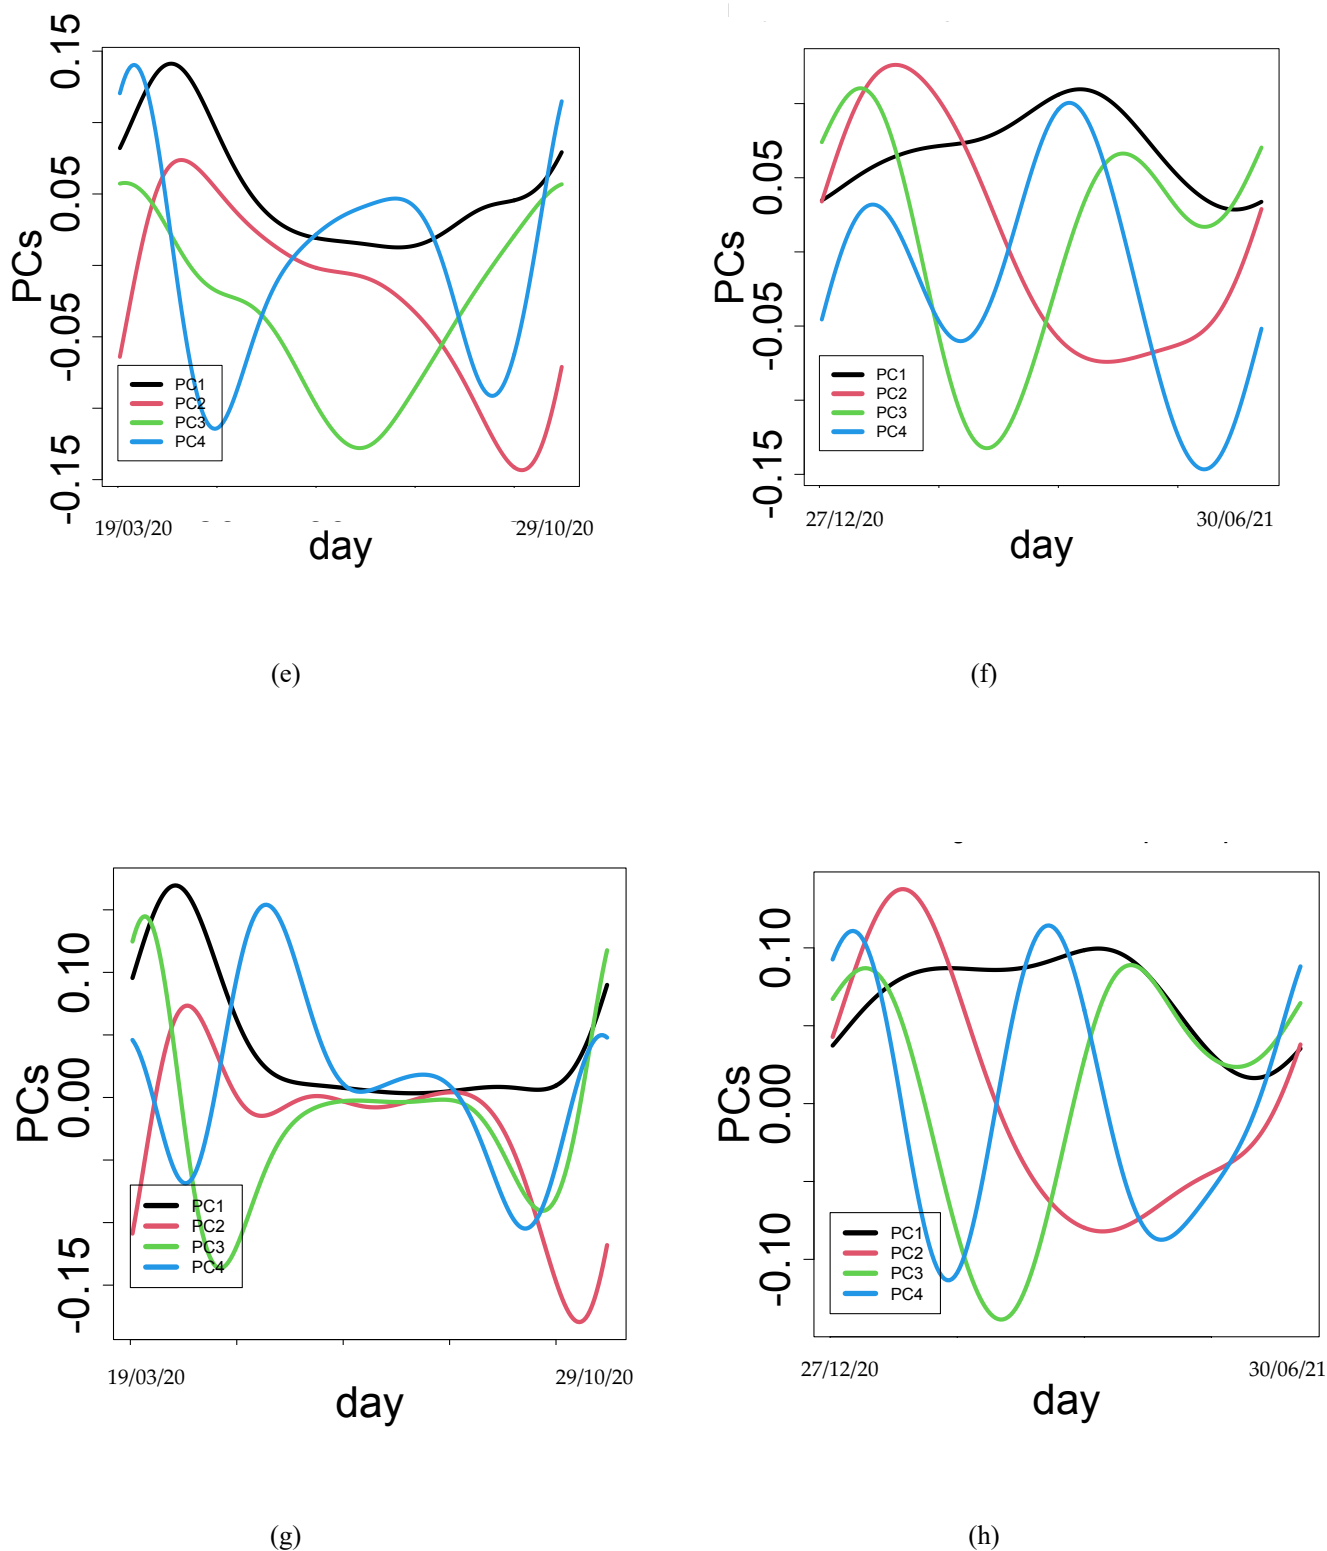 0.15
0.05
-0.05
-0.15
PCs
PC1
PC2
PC3
PC4
19/03/20
29/10/20
day
(e)
0.05
-0.05
-0.15
PCs
PC1
PC2
PC3
PC4
27/12/20
30/06/21
day
(f)
0.10
0.00
-0.15
PCs
PC1
PC2
PC3
PC4
19/03/20
29/10/20
day
(g)
0.10
0.00
-0.10
PCs
PC1
PC2
PC3
PC4
27/12/20
30/06/21
day
(h)